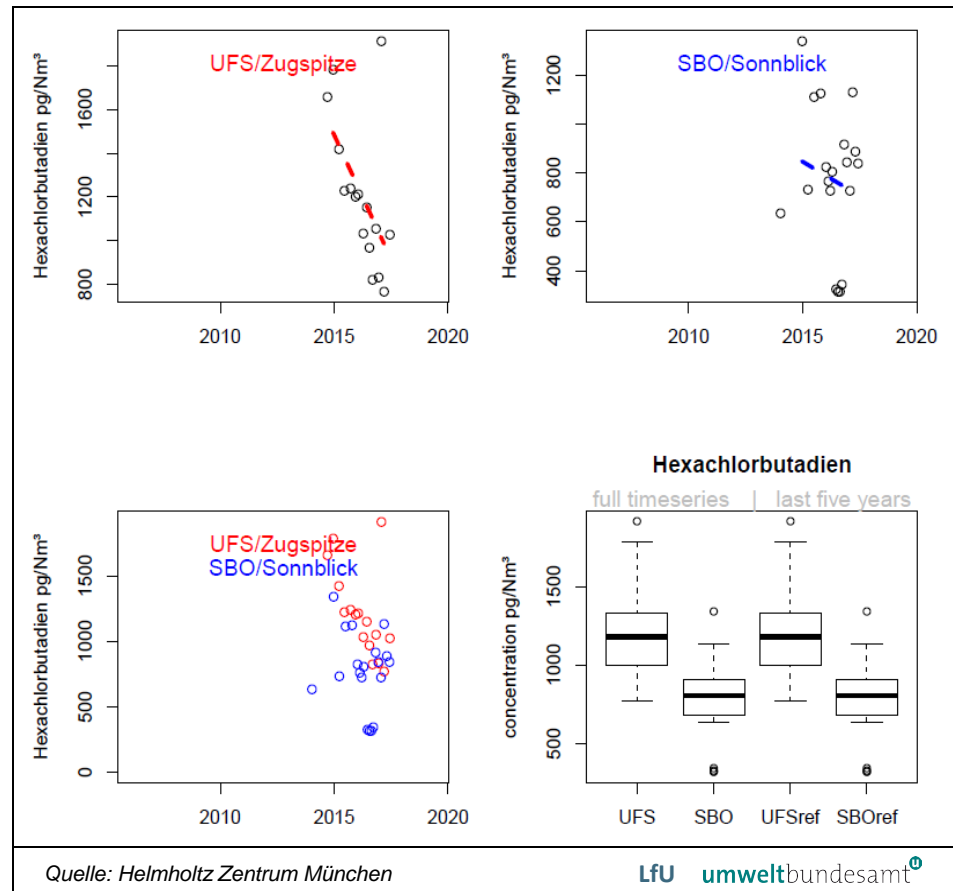 UFS/Zugspitze
Hexachlorbutadien pg/Nm³
800
1200
1600
2010
2015
2020
SBO/Sonnblick
Hexachlorbutadien pg/Nm³
400
600
800
1200
2010
2015
2020
UFS/Zugspitze
SBO/Sonnblick
Hexachlorbutadien pg/Nm³
0
500
1000
1500
2010
2015
2020
Hexachlorbutadien
full timeseries | last five years
concentration pg/Nm³
500
1000
1500
UFS SBO UFSref SBOref
Quelle: Helmholtz Zentrum München
LfU umweltbundesamt u